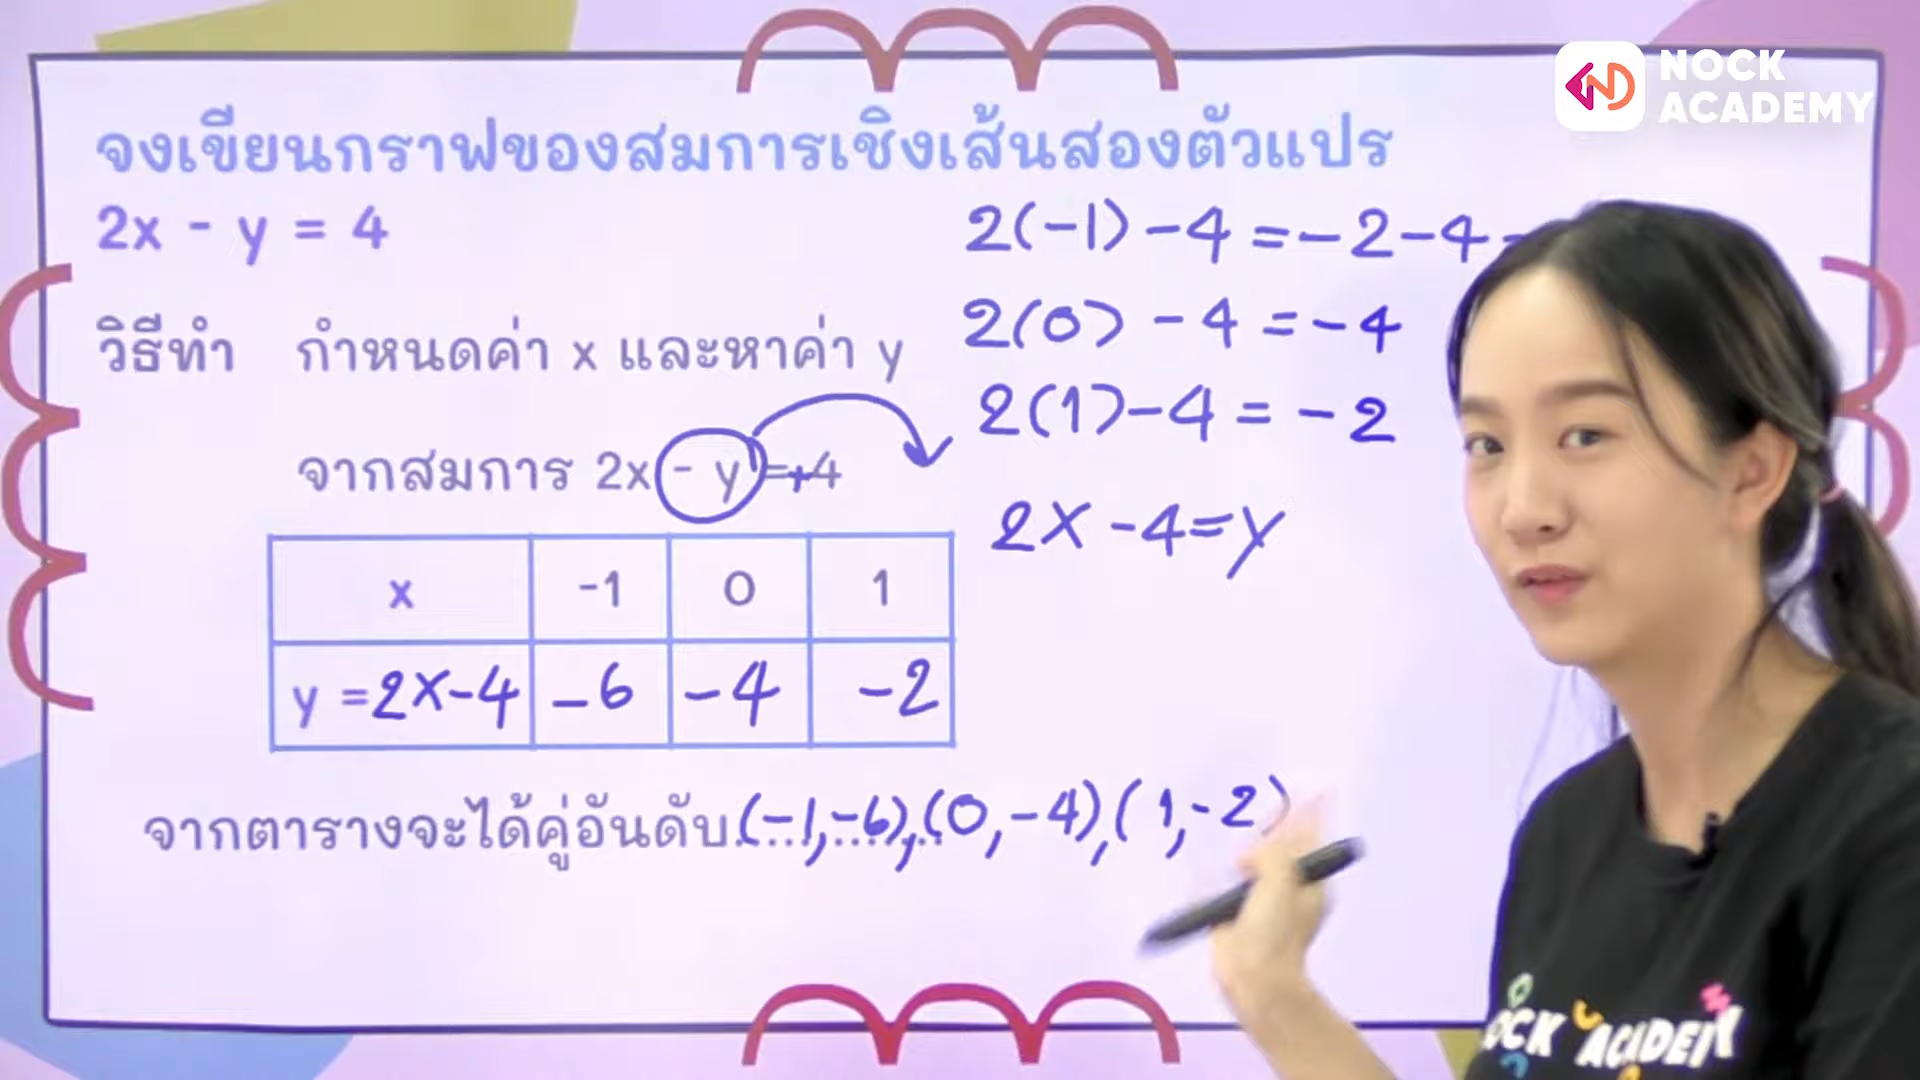 NOCK
ACADEMY
จงเขียนกราฟของสมการเชิงเส้นสองตัวแปร
2x - y = 4
2(-1) -4 = -2-4
2(0) -4 = -4
วิธีทำ กำหนดค่า x และหาค่า y
2(1)-4 = -2
จากสมการ 2x - y =+4
2x -4=y
x -1 0 1
y =2x-4 -6 -4 -2
จากตารางจะได้คู่อันดับ (-1,-6),(0,-4),(1,-2)
OCK ACADEM